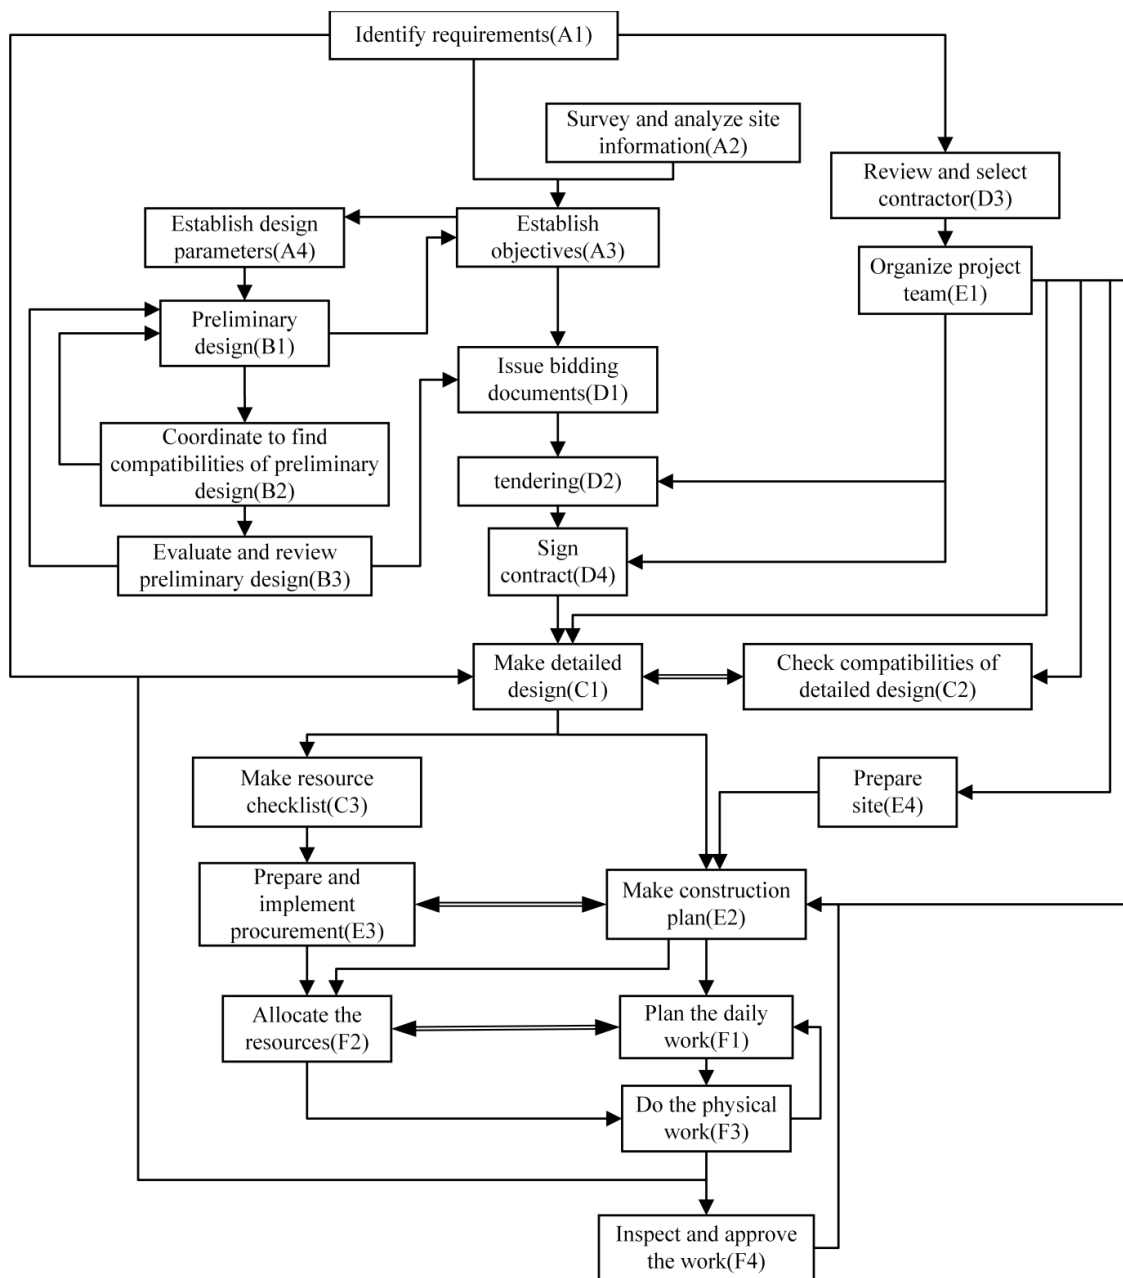 Identify requirements(A1)
Survey and analyze site
information(A2)
Review and select
contractor(D3)
Establish design
parameters(A4)
Establish
objectives(A3)
Organize project
team(E1)
Preliminary
design(B1)
Issue bidding
documents(D1)
Coordinate to find
compatibilities of preliminary
design(B2)
tendering(D2)
Evaluate and review
preliminary design(B3)
Sign
contract(D4)
Make detailed
design(C1)
Check compatibilities of
detailed design(C2)
Make resource
checklist(C3)
Prepare
site(E4)
Prepare and
implement
procurement(E3)
Make construction
plan(E2)
Allocate the
resources(F2)
Plan the daily
work(F1)
Do the physical
work(F3)
Inspect and approve
the work(F4)